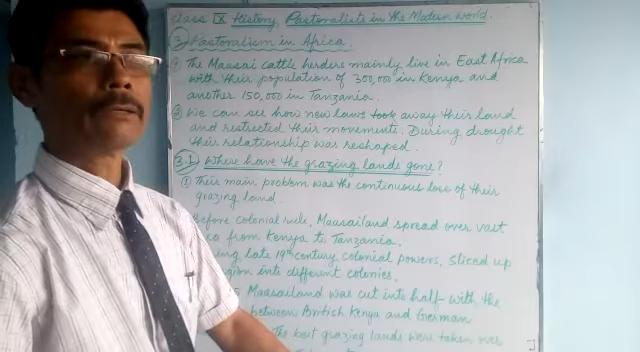 Class IX History, Pastoralists in the Modern World.
3 Pastoralism in Africa.
The Maasai cattle herders mainly live in East Africa
with their population of 300,000 in Kenya and
another 150,000 in Tanzania.
② We can see how new laws took away their land
and restricted their movements. During drought
their relationship was reshaped.
3.1 Where have the grazing lands gone?
① Their main problem was the continuous loss of their
grazing land.
Before colonial rule, Maasailand spread over vast
from Kenya to Tanzania.
late 19th century, colonial powers, sliced up
into different colonies.
Maasailand was cut into half with the
between British Kenya and German
the best grazing lands were taken over